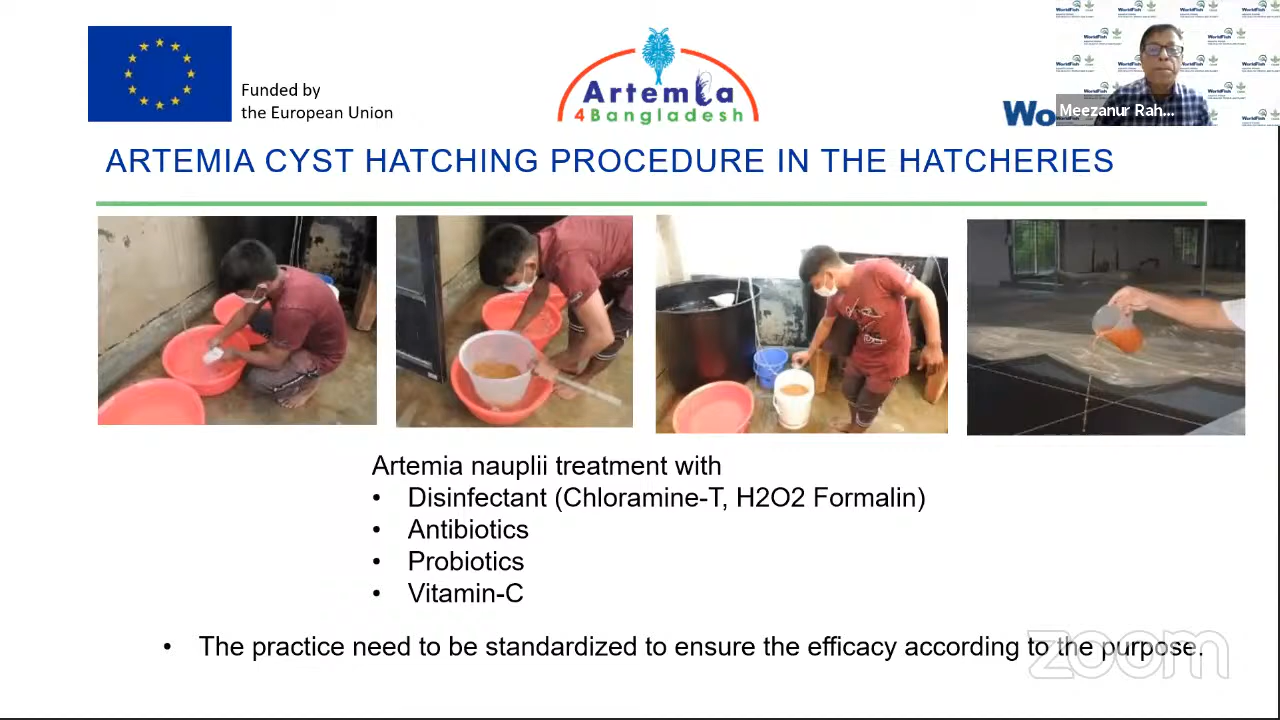 Funded by
the European Union
Artemia
4Bangladesh
WorldFish
Wo
Meezanur Rah...
ARTEMIA CYST HATCHING PROCEDURE IN THE HATCHERIES
Artemia nauplii treatment with
• Disinfectant (Chloramine-T, H2O2 Formalin)
• Antibiotics
• Probiotics
• Vitamin-C
• The practice need to be standardized to ensure the efficacy according to the purpose.
zoom